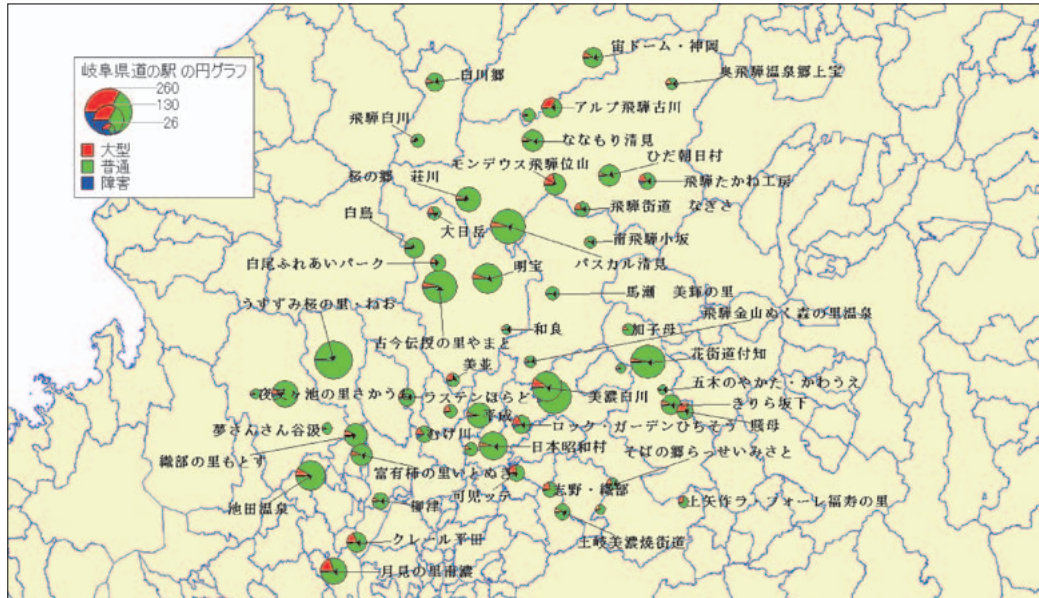 岐阜県道の駅 の円グラフ
260
130
26
大型
普通
障害
宙ドーム・神岡
奥飛騨温泉郷上宝
白川郷
アルプ飛騨古川
飛騨白川
ななもり清見
モンデウス飛騨位山
ひだ朝日村
桜の郷 荘川
飛騨たかね工房
飛騨街道 なぎさ
白鳥
大日岳
南飛騨小坂
パスカル清見
白尾ふれあいパーク
明宝
馬瀬 美輝の里
うすずみ桜の里・ねお
飛騨金山ぬく森の里温泉
和良
加子母
古今伝授の里やまと
花街道付知
美並
五木のやかた・かわうえ
美濃白川
夜叉ヶ池の里さかうち
ラステンほらど
きりら坂下
平成
夢さんさん谷汲
むげ川
ロック・ガーデンひちそう
賤母
日本昭和村
織部の里もとす
そばの郷らっせいみさと
富有柿の里いとぬき
志野・織部
可児ッテ
池田温泉
柳津
上矢作ラ・フォーレ福寿の里
土岐美濃焼街道
クレール平田
月見の里南濃